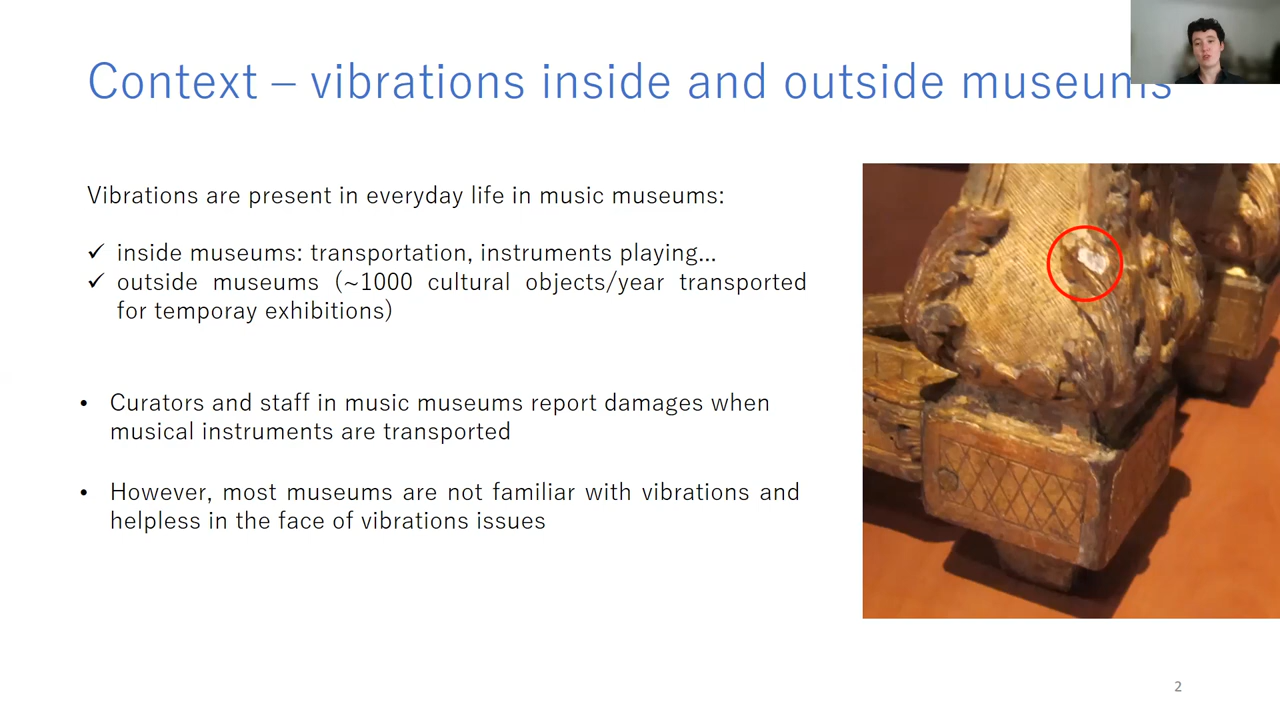 Context – vibrations inside and outside museums
Vibrations are present in everyday life in music museums:
✓ inside museums: transportation, instruments playing...
✓ outside museums (~1000 cultural objects/year transported
for temporay exhibitions)
• Curators and staff in music museums report damages when
musical instruments are transported
• However, most museums are not familiar with vibrations and
helpless in the face of vibrations issues
2